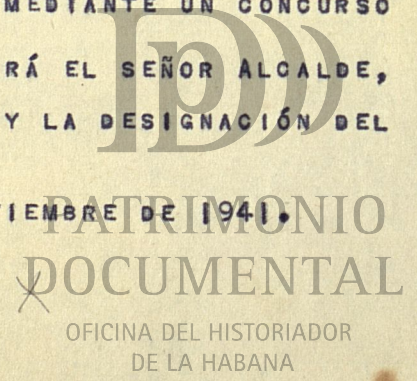 MEDIANTE UN CONCURSO
RÁ EL SEÑOR ALCALDE,
Y LA DESIGNACIÓN DEL
IEMBRE DE 1941.
PATRIMONIO
DOCUMENTAL
OFICINA DEL HISTORIADOR
DE LA HABANA